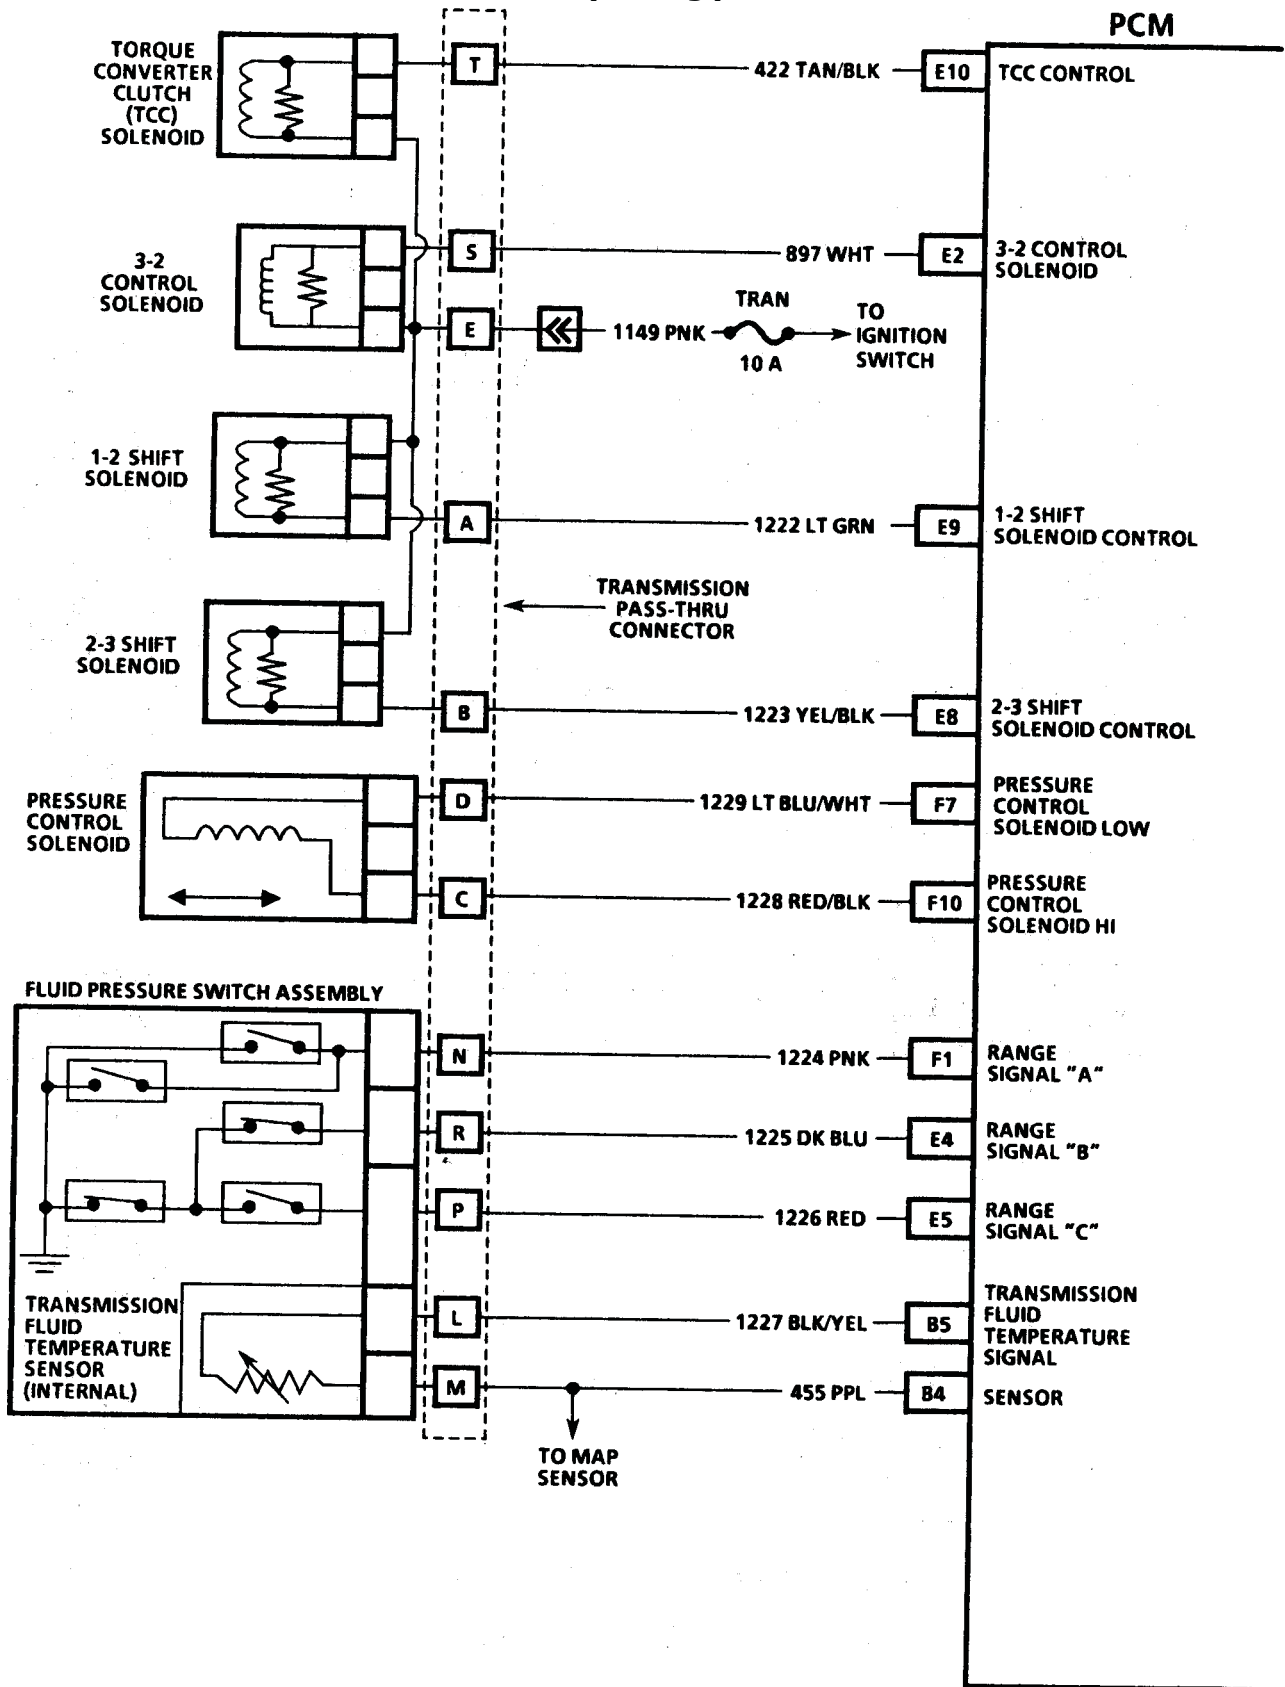 PCM
TORQUE
CONVERTER
CLUTCH
(TCC)
SOLENOID
T
422 TAN/BLK
E10
TCC CONTROL
3-2
CONTROL
SOLENOID
S
897 WHT
E2
3-2 CONTROL
SOLENOID
E
1149 PNK
TRAN
10 A
TO
IGNITION
SWITCH
1-2 SHIFT
SOLENOID
A
1222 LT GRN
E9
1-2 SHIFT
SOLENOID CONTROL
TRANSMISSION
PASS-THRU
CONNECTOR
2-3 SHIFT
SOLENOID
B
1223 YEL/BLK
E8
2-3 SHIFT
SOLENOID CONTROL
PRESSURE
CONTROL
SOLENOID
D
1229 LT BLU/WHT
F7
PRESSURE
CONTROL
SOLENOID LOW
C
1228 RED/BLK
F10
PRESSURE
CONTROL
SOLENOID HI
FLUID PRESSURE SWITCH ASSEMBLY
N
1224 PNK
F1
RANGE
SIGNAL "A"
R
1225 DK BLU
E4
RANGE
SIGNAL "B"
P
1226 RED
E5
RANGE
SIGNAL "C"
TRANSMISSION
FLUID
TEMPERATURE
SENSOR
(INTERNAL)
L
1227 BLK/YEL
B5
TRANSMISSION
FLUID
TEMPERATURE
SIGNAL
M
455 PPL
B4
SENSOR
TO MAP
SENSOR